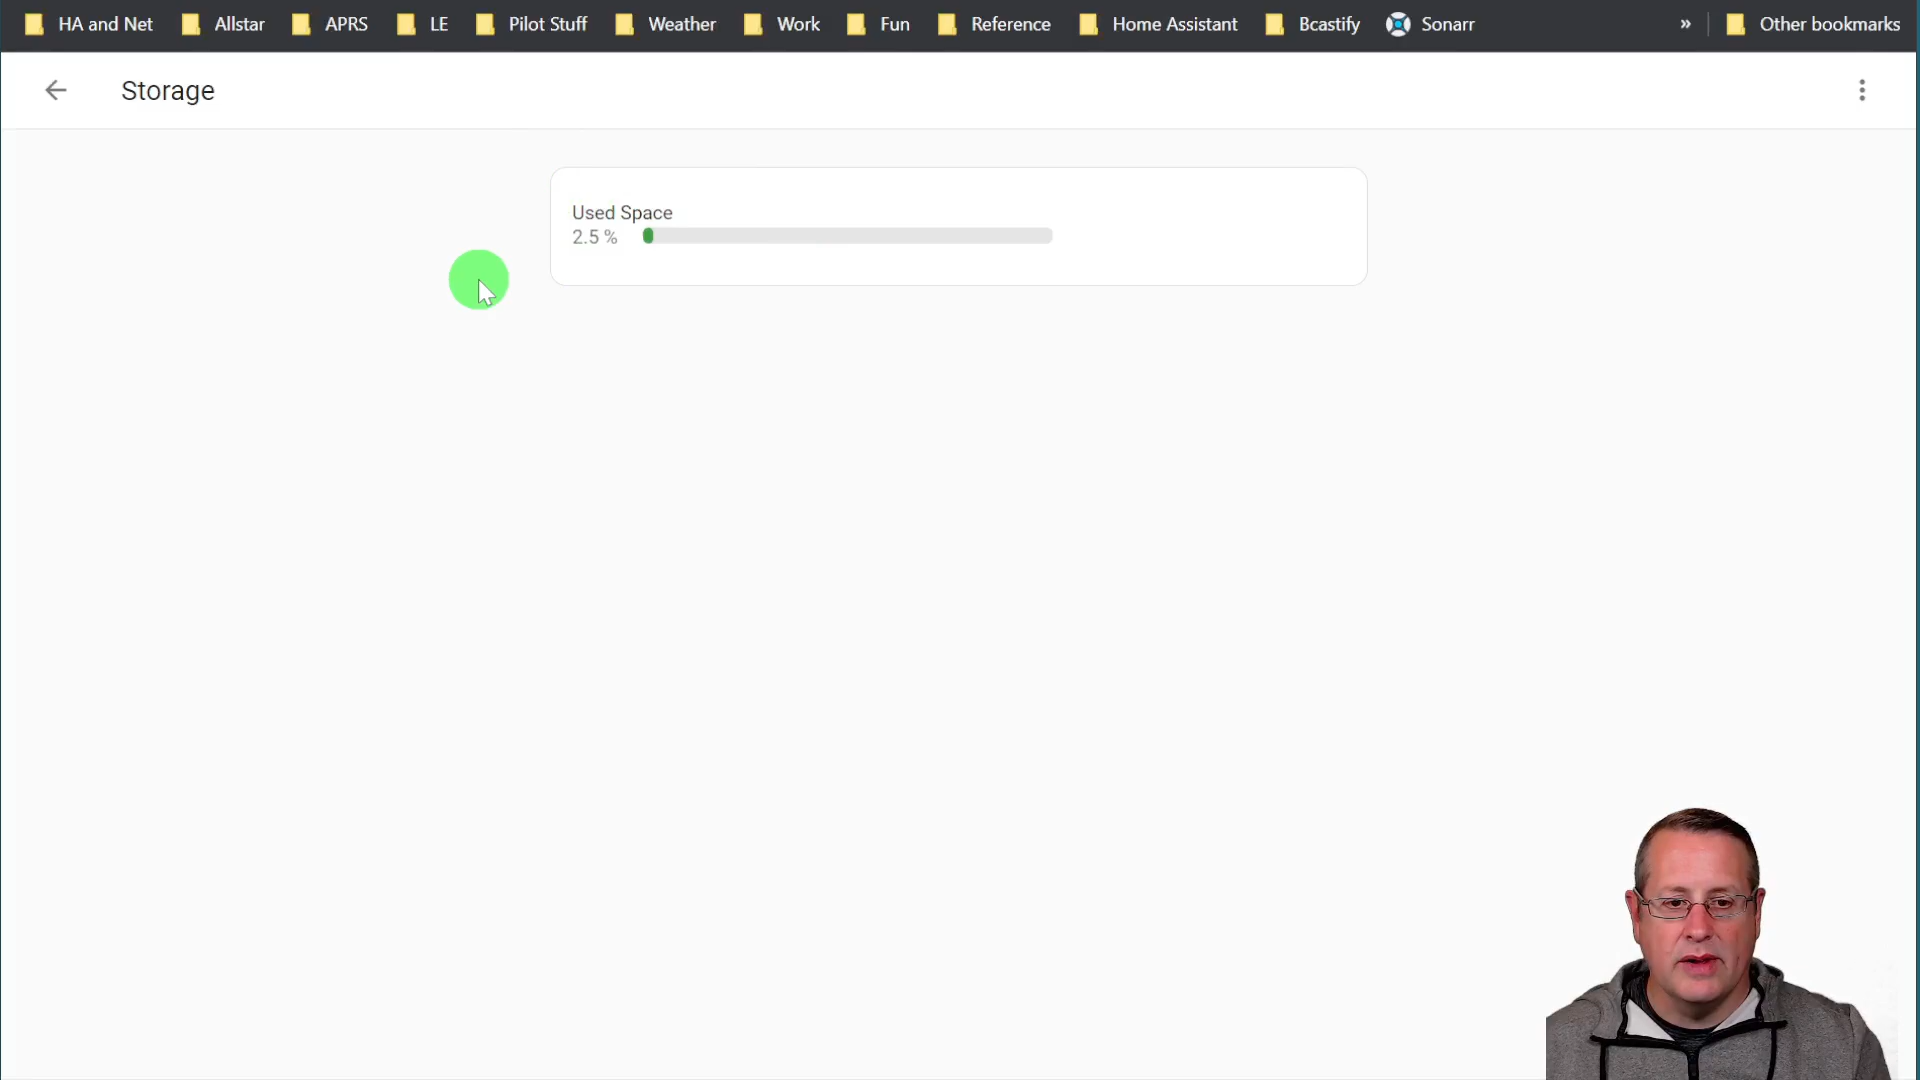 HA and Net Allstar APRS LE Pilot Stuff Weather Work Fun Reference Home Assistant Bcastify Sonarr » Other bookmarks
Storage
Used Space
2.5 %